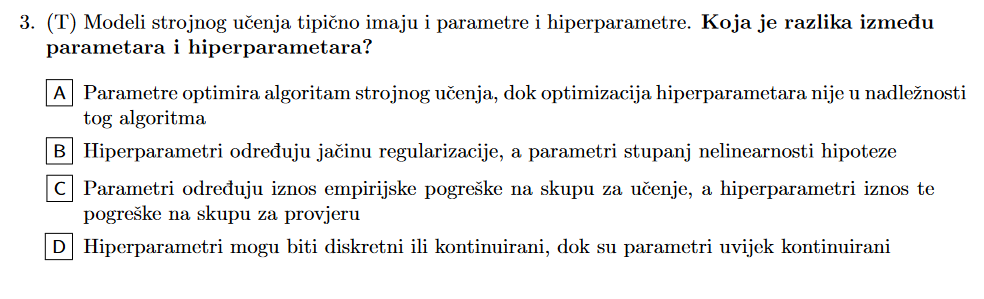 3. (T) Modeli strojnog učenja tipično imaju i parametre i hiperparametre. Koja je razlika između
parametara i hiperparametara?
A Parametre optimira algoritam strojnog učenja, dok optimizacija hiperparametara nije u nadležnosti
tog algoritma
B Hiperparametri određuju jačinu regularizacije, a parametri stupanj nelinearnosti hipoteze
C Parametri određuju iznos empirijske pogreške na skupu za učenje, a hiperparametri iznos te
pogreške na skupu za provjeru
D Hiperparametri mogu biti diskretni ili kontinuirani, dok su parametri uvijek kontinuirani